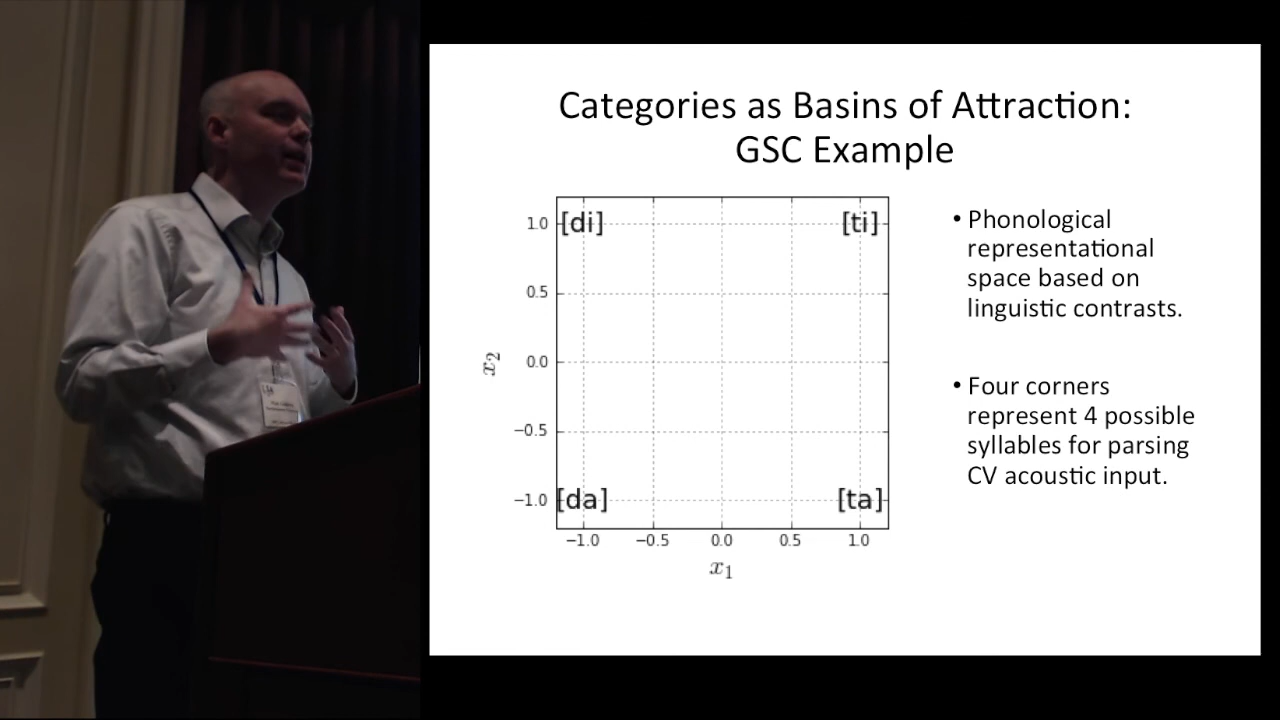 Categories as Basins of Attraction:
GSC Example
1.0
0.5
0.0
−0.5
−1.0
x₂
[di]
[ti]
[da]
[ta]
−1.0
−0.5
0.0
0.5
1.0
x₁
• Phonological
representational
space based on
linguistic contrasts.
• Four corners
represent 4 possible
syllables for parsing
CV acoustic input.